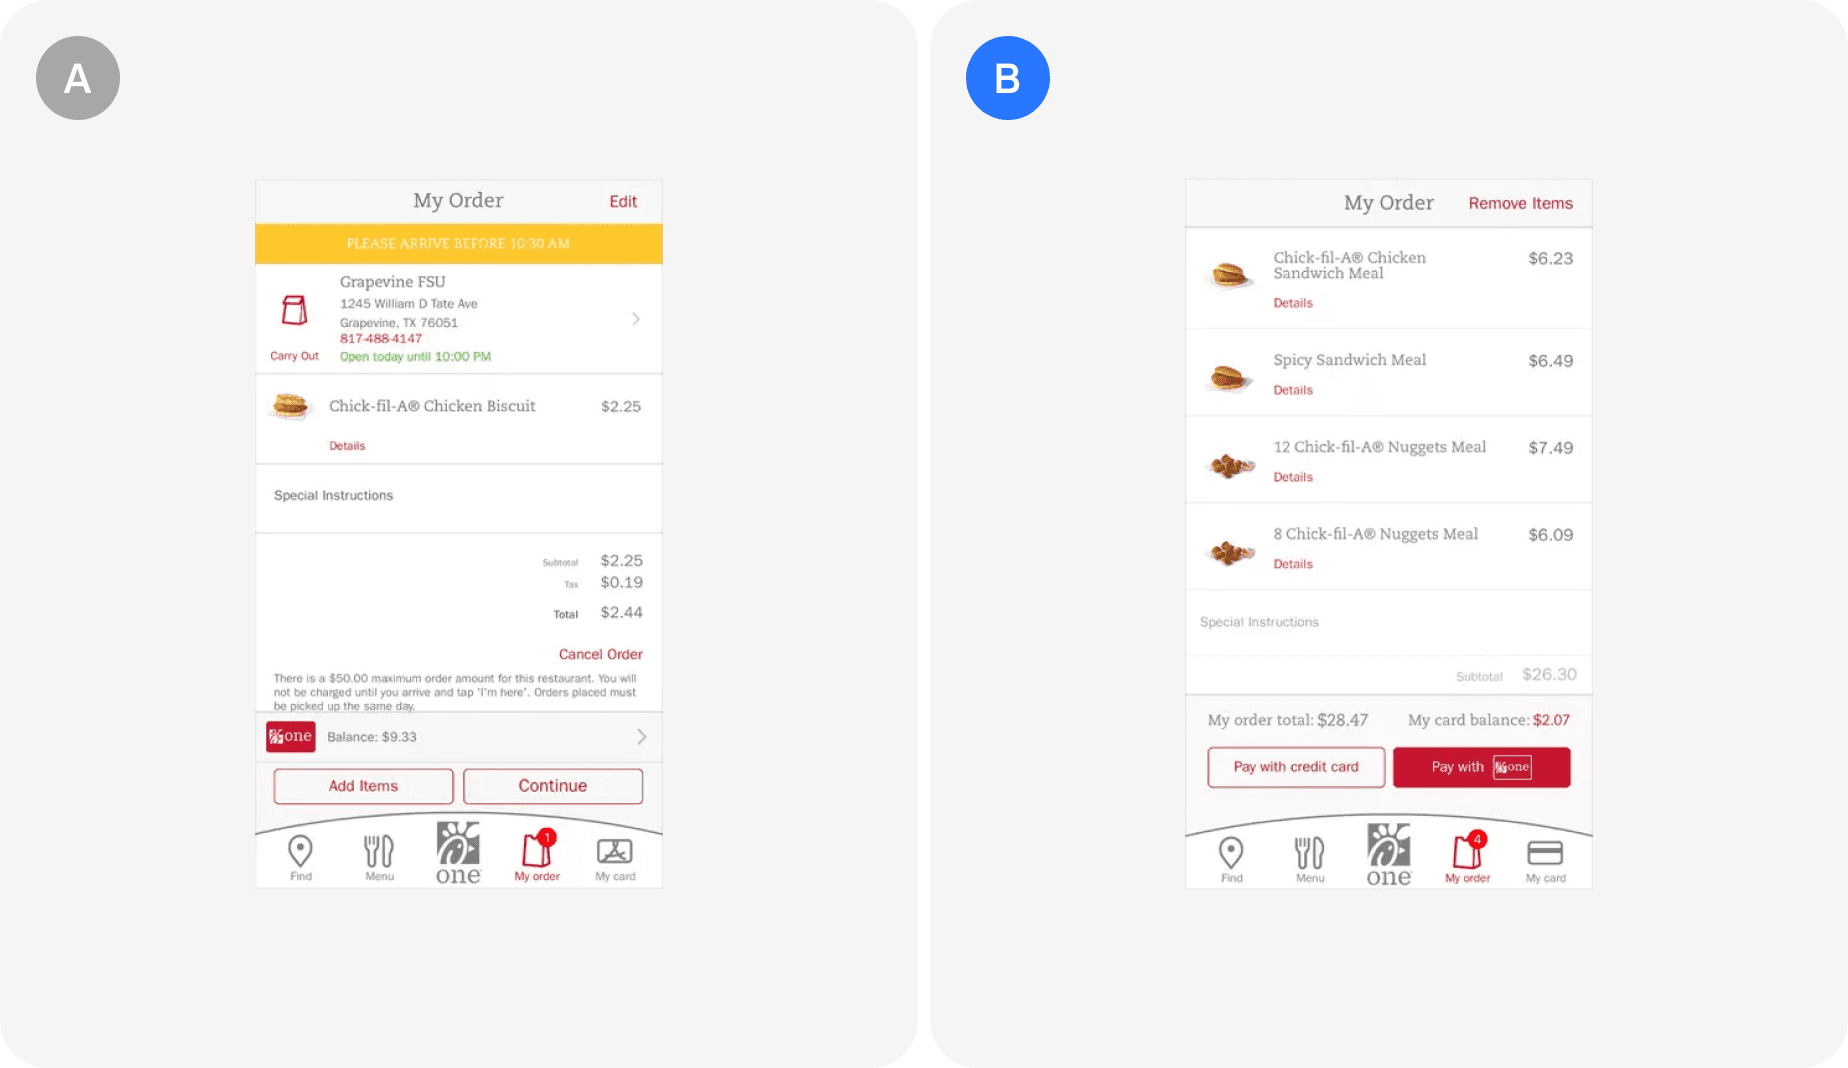 A
My Order
Edit
PLEASE ARRIVE BEFORE 10:30 AM
Grapevine FSU
1245 William D Tate Ave
Grapevine, TX 76051
817-488-4147
Carry Out
Open today until 10:00 PM
Chick-fil-A® Chicken Biscuit
$2.25
Details
Special Instructions
Subtotal $2.25
Tax $0.19
Total $2.44
Cancel Order
There is a $50.00 maximum order amount for this restaurant. You will
not be charged until you arrive and tap "I'm here". Orders placed must
be picked up the same day.
one
Balance: $9.33
Add Items
Continue
Find
Menu
one
1
My order
My card
B
My Order
Remove Items
Chick-fil-A® Chicken
Sandwich Meal
$6.23
Details
Spicy Sandwich Meal
$6.49
Details
12 Chick-fil-A® Nuggets Meal
$7.49
Details
8 Chick-fil-A® Nuggets Meal
$6.09
Details
Special Instructions
Subtotal $26.30
My order total: $28.47
My card balance: $2.07
Pay with credit card
Pay with one
Find
Menu
one
4
My order
My card